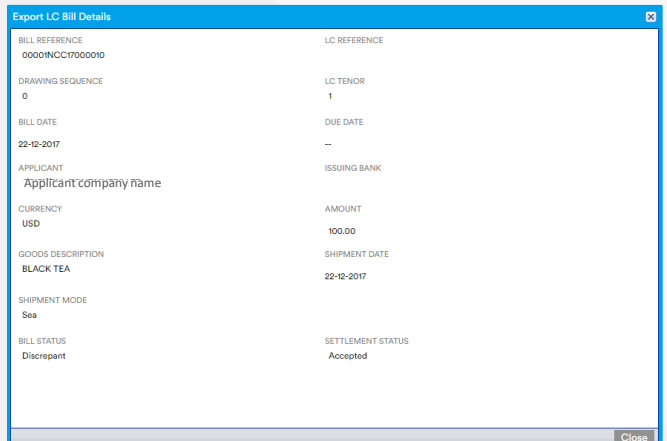 Export LC Bill Details
BILL REFERENCE
00001NCC17000010
LC REFERENCE
DRAWING SEQUENCE
0
LC TENOR
1
BILL DATE
22-12-2017
DUE DATE
--
APPLICANT
Applicant company name
ISSUING BANK
CURRENCY
USD
AMOUNT
100.00
GOODS DESCRIPTION
BLACK TEA
SHIPMENT DATE
22-12-2017
SHIPMENT MODE
Sea
BILL STATUS
Discrepant
SETTLEMENT STATUS
Accepted
Close